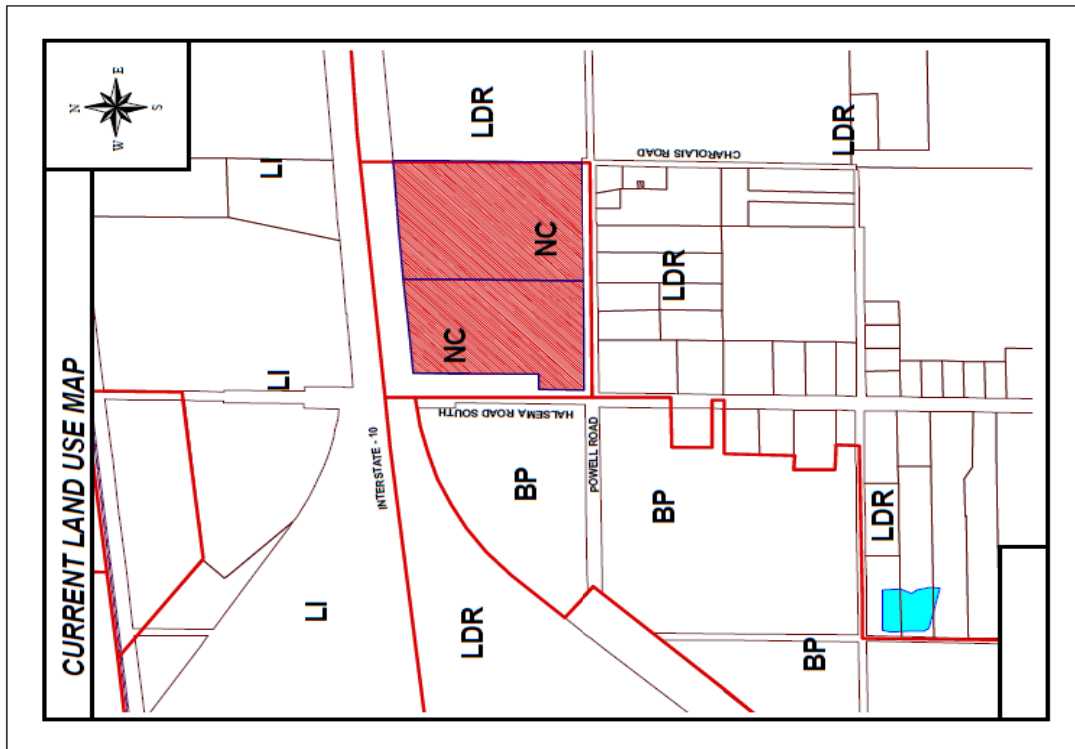 CURRENT LAND USE MAP
N
W
E
S
LI
LI
LI
INTERSTATE - 10
NC
LDR
LDR
HALSEMA ROAD SOUTH
BP
NC
POWELL ROAD
BP
LDR
CHAROLAIS ROAD
BP
LDR
LDR